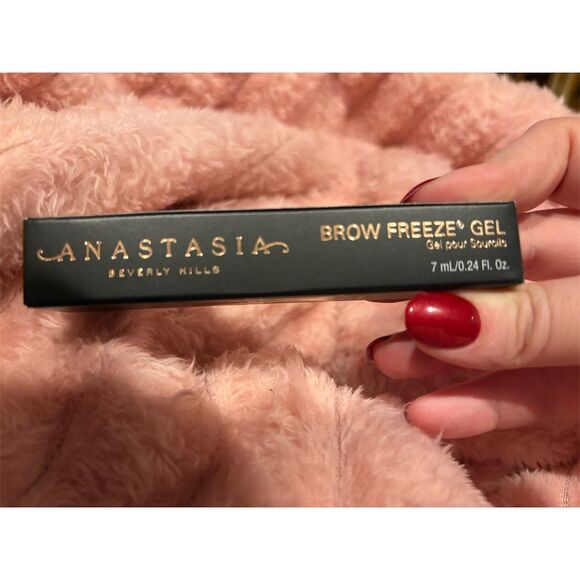 ANASTASIA
BEVERLY HILLS
BROW FREEZE® GEL
Gel pour Sourcils
7 mL/0.24 Fl. Oz.